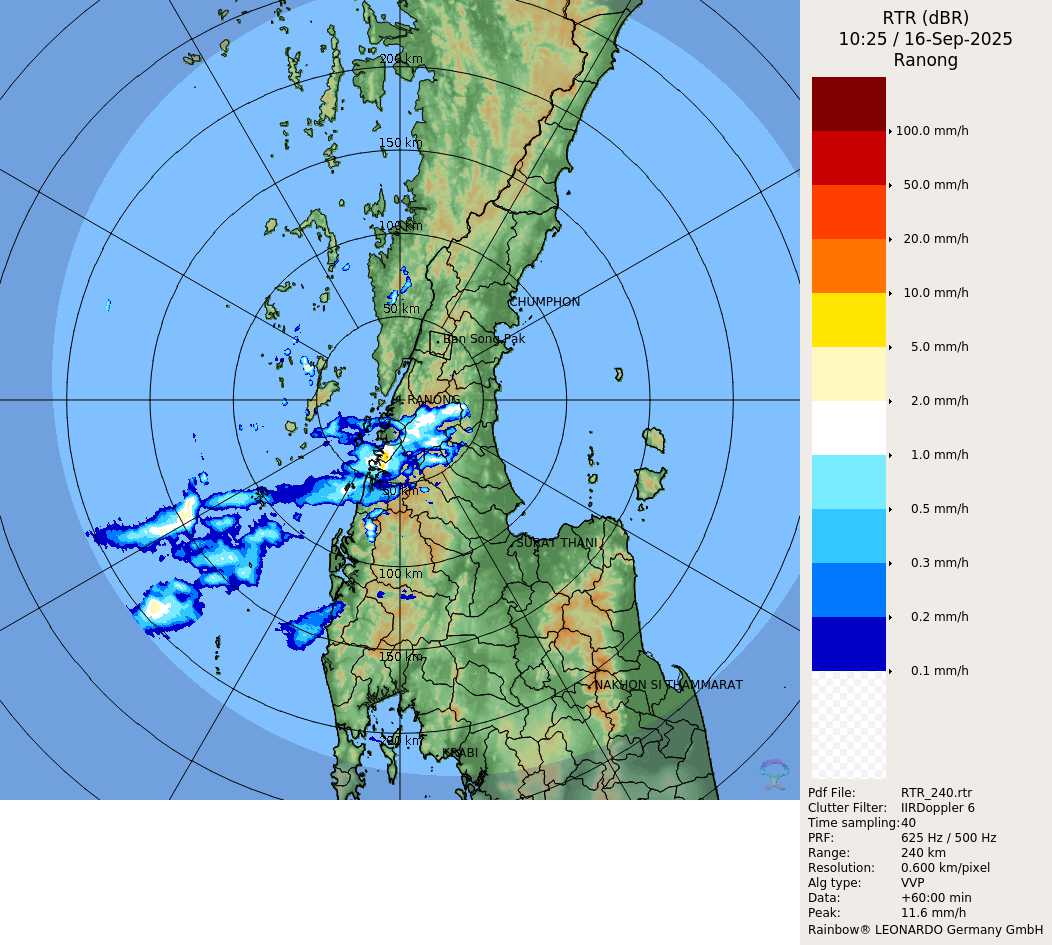 RTR (dBR)
10:25 / 16-Sep-2025
Ranong
200 km
150 km
100 km
50 km
CHUMPHON
Ban Song Pak
RANONG
50 km
SURAT THANI
100 km
150 km
NAKHON SI THAMMARAT
200 km
KRABI
100.0 mm/h
50.0 mm/h
20.0 mm/h
10.0 mm/h
5.0 mm/h
2.0 mm/h
1.0 mm/h
0.5 mm/h
0.3 mm/h
0.2 mm/h
0.1 mm/h
Pdf File: RTR_240.rtr
Clutter Filter: IIRDoppler 6
Time sampling:40
PRF: 625 Hz / 500 Hz
Range: 240 km
Resolution: 0.600 km/pixel
Alg type: VVP
Data: +60:00 min
Peak: 11.6 mm/h
Rainbow® LEONARDO Germany GmbH